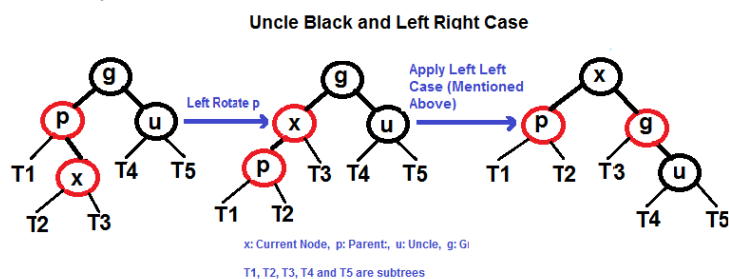 Uncle Black and Left Right Case
g
p
u
x
T1
T4
T5
T2
T3
Left Rotate p
g
x
u
p
T3
T4
T5
T1
T2
Apply Left Left
Case (Mentioned
Above)
x
p
g
T1
T2
T3
u
T4
T5
x: Current Node, p: Parent:, u: Uncle, g: G
T1, T2, T3, T4 and T5 are subtrees